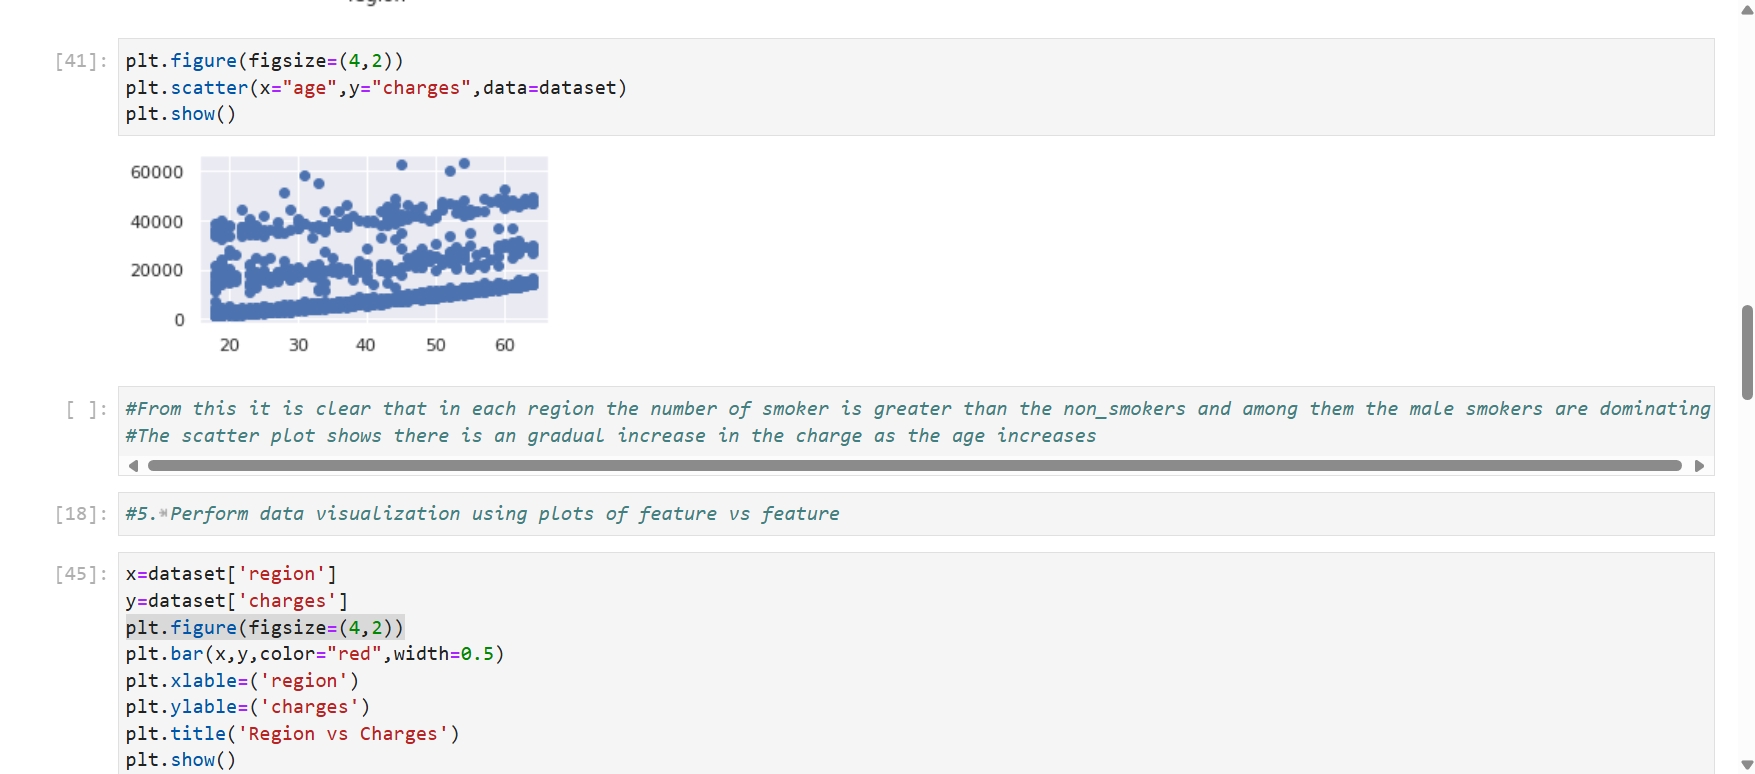 region
[41]:
plt.figure(figsize=(4,2))
plt.scatter(x="age",y="charges",data=dataset)
plt.show()
60000
40000
20000
0
20 30 40 50 60
[ ]:
#From this it is clear that in each region the number of smoker is greater than the non_smokers and among them the male smokers are dominating
#The scatter plot shows there is an gradual increase in the charge as the age increases
[18]:
#5.*Perform data visualization using plots of feature vs feature
[45]:
x=dataset['region']
y=dataset['charges']
plt.figure(figsize=(4,2))
plt.bar(x,y,color="red",width=0.5)
plt.xlable=('region')
plt.ylable=('charges')
plt.title('Region vs Charges')
plt.show()